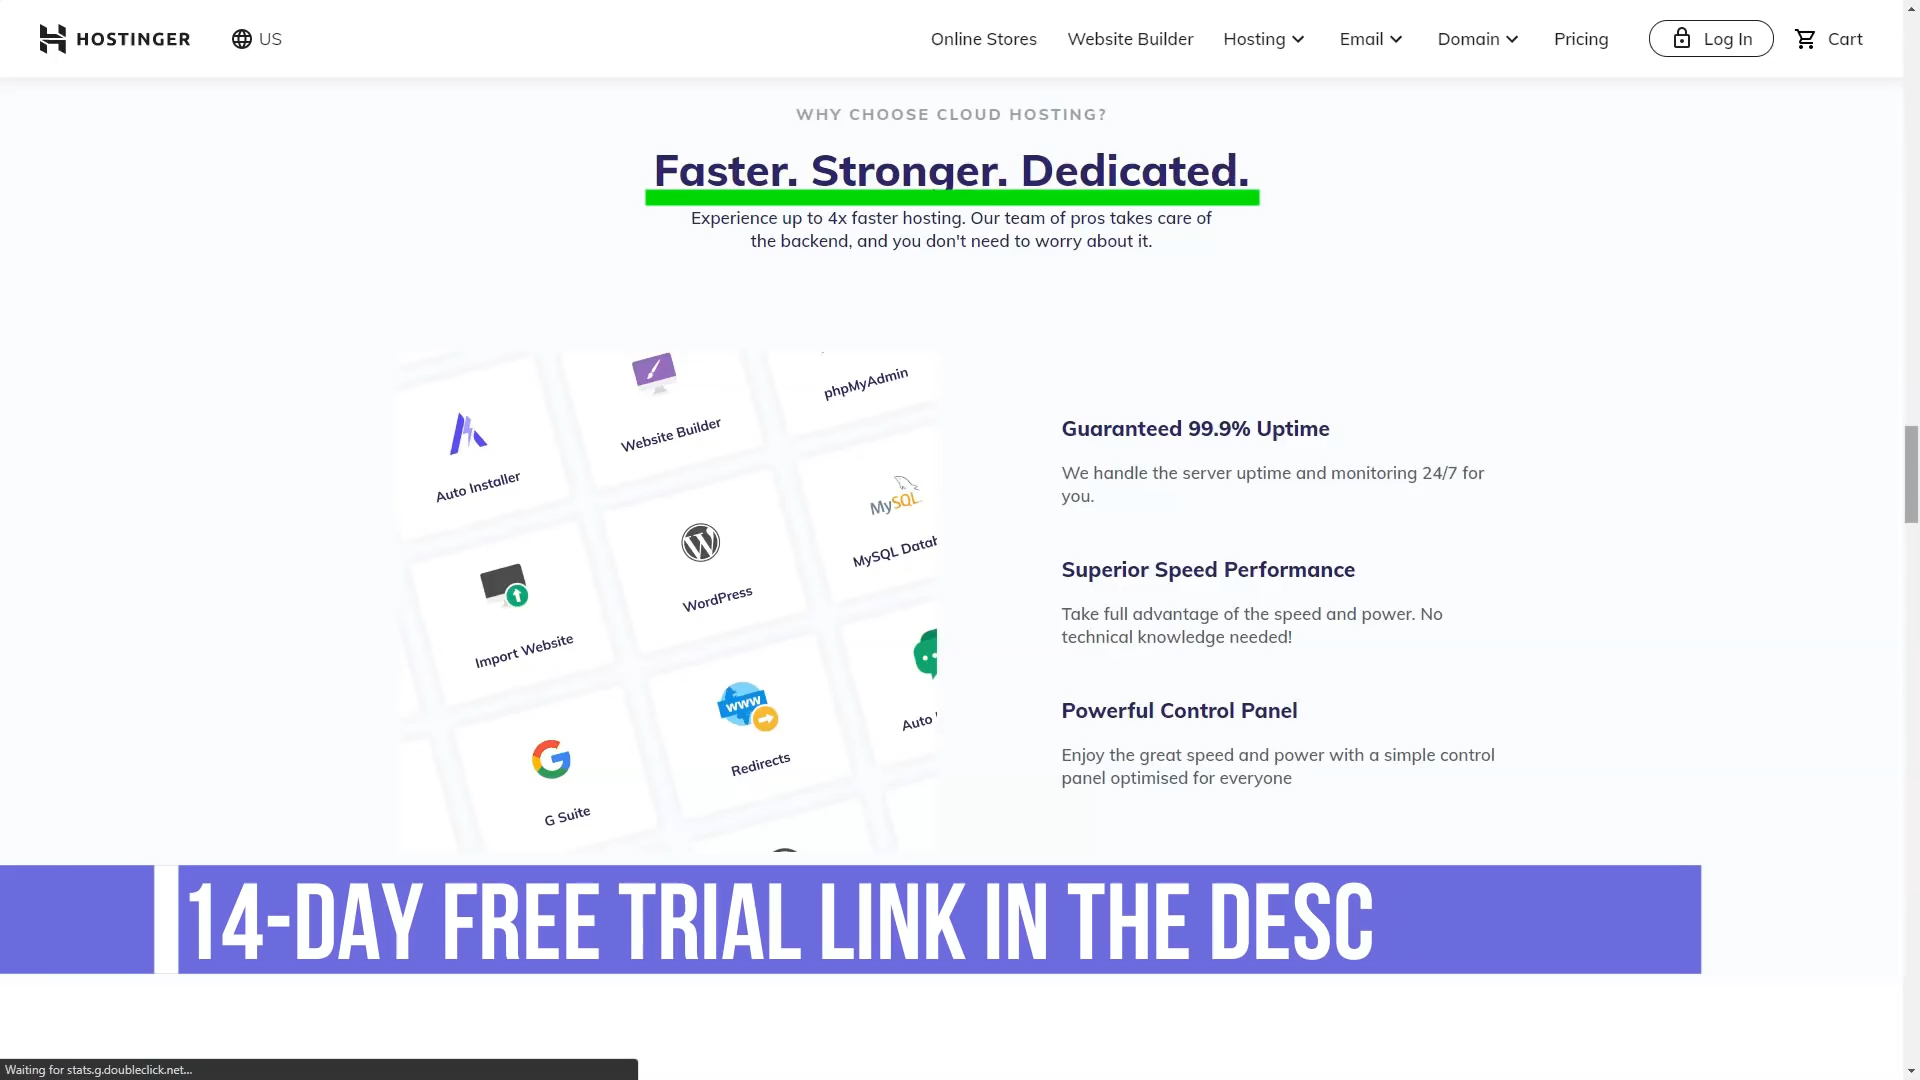 HOSTINGER
US
Online Stores
Website Builder
Hosting
Email
Domain
Pricing
Log In
Cart
WHY CHOOSE CLOUD HOSTING?
Faster. Stronger. Dedicated.
Experience up to 4x faster hosting. Our team of pros takes care of
the backend, and you don't need to worry about it.
phpMyAdmin
Website Builder
Auto Installer
MySQL
MySQL Datab
WordPress
Import Website
Auto
www
Redirects
G Suite
Guaranteed 99.9% Uptime
We handle the server uptime and monitoring 24/7 for
you.
Superior Speed Performance
Take full advantage of the speed and power. No
technical knowledge needed!
Powerful Control Panel
Enjoy the great speed and power with a simple control
panel optimised for everyone
14-DAY FREE TRIAL LINK IN THE DESC
Waiting for stats.g.doubleclick.net...